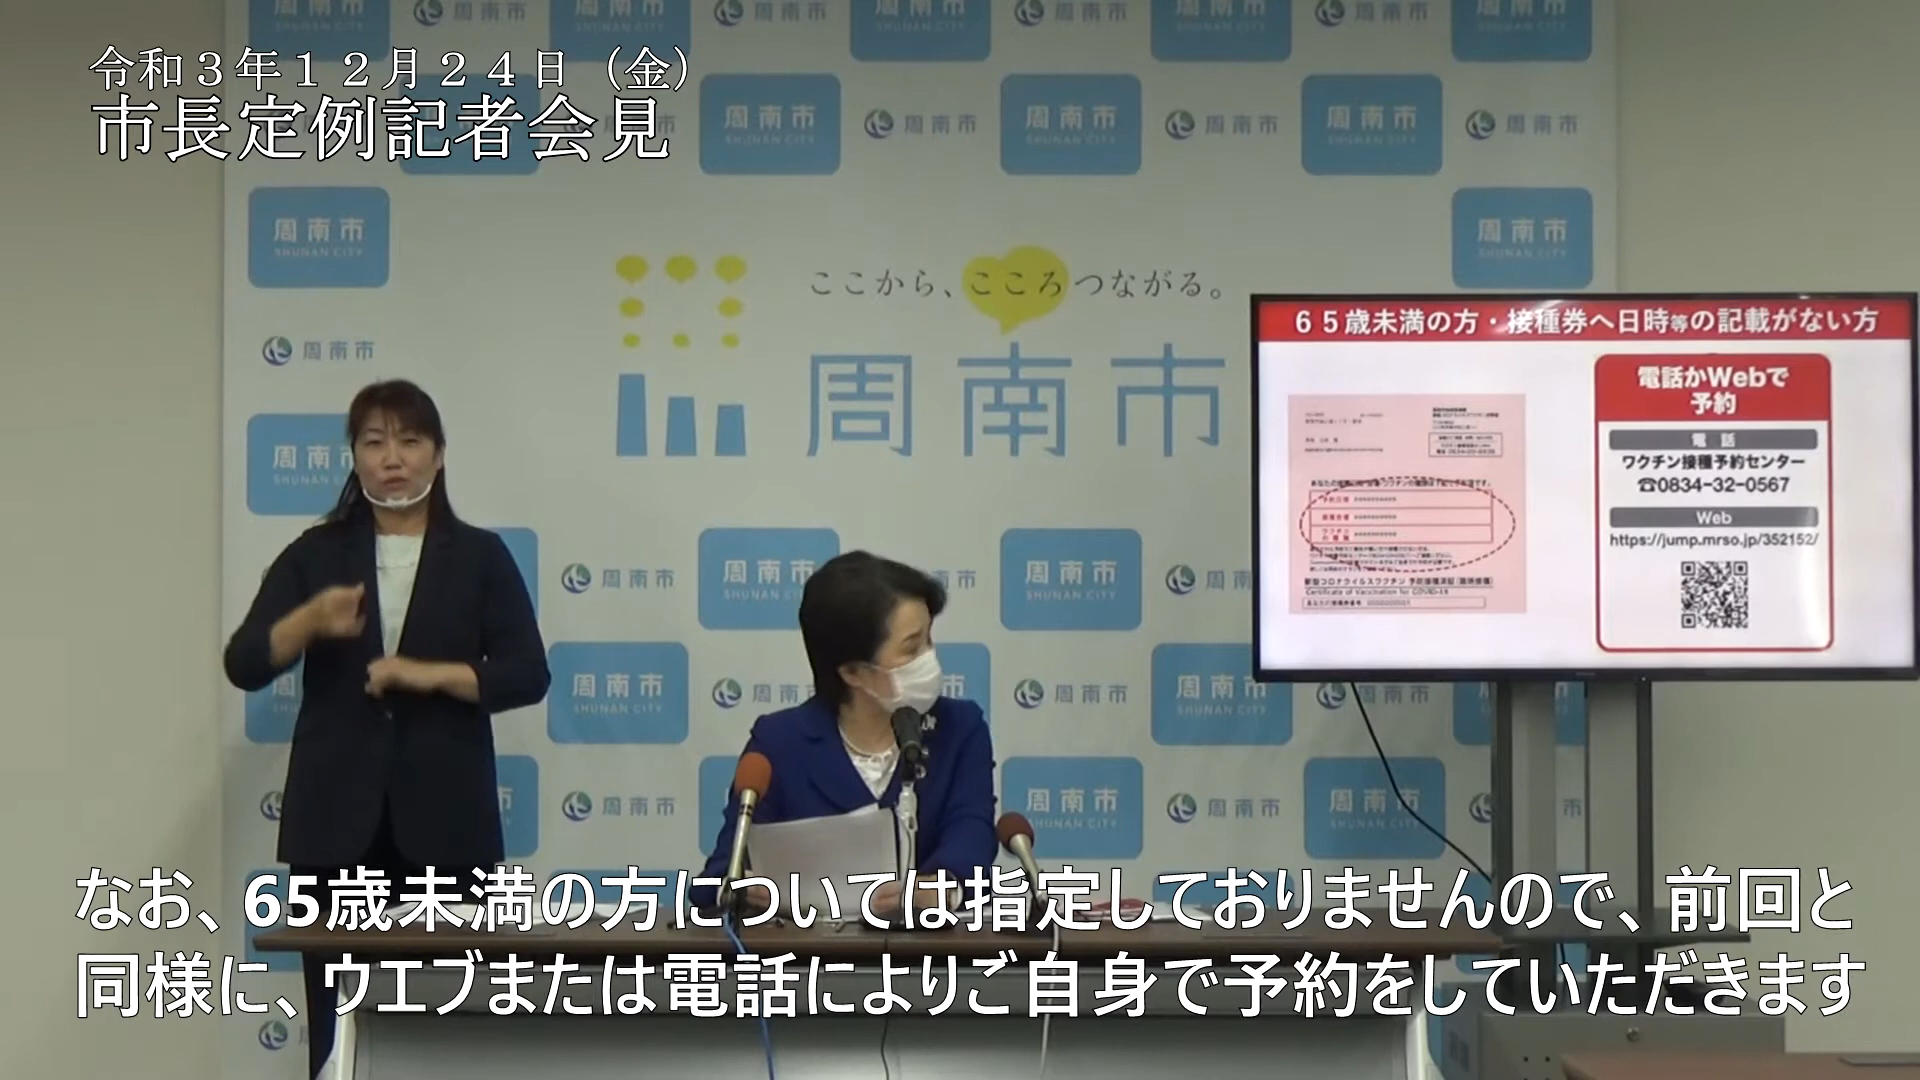 令和３年１２月２４日（金）
市長定例記者会見
ここから、こころつながる。
周南市
周南市
SHUNAN CITY
６５歳未満の方・接種券へ日時等の記載がない方
電話かWebで
予約
電 話
ワクチン接種予約センター
☎0834-32-0567
Web
https://jump.mrso.jp/352152/
新型コロナウイルスワクチン 予防接種済証（臨時接種）
Certificate of Vaccination for COVID-19
なお、65歳未満の方については指定しておりませんので、前回と
同様に、ウエブまたは電話によりご自身で予約をしていただきます